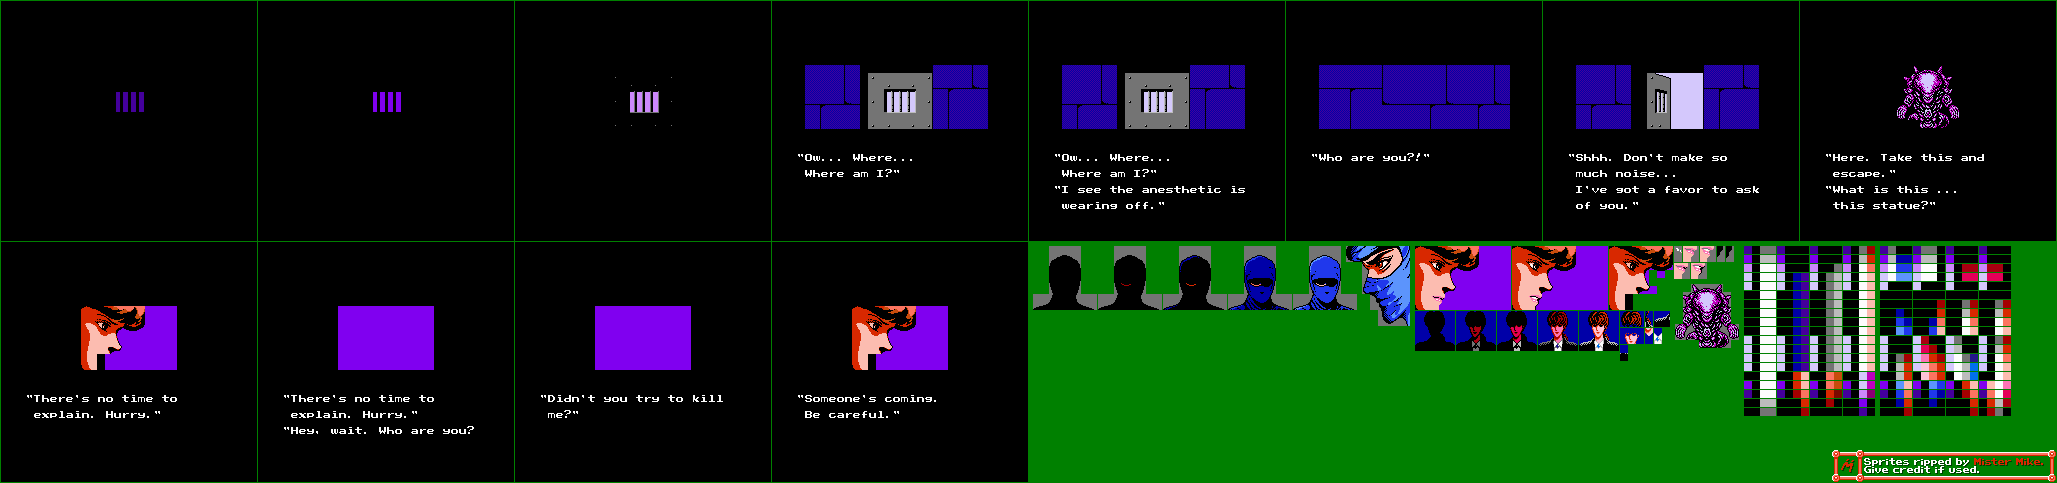 "Ow... Where...
Where am I?"
"Ow... Where...
Where am I?"
"I see the anesthetic is
wearing off."
"Who are you?!"
"Shhh. Don't make so
much noise...
I've got a favor to ask
of you."
"Here. Take this and
escape."
"What is this ...
this statue?"
"There's no time to
explain. Hurry."
"There's no time to
explain. Hurry."
"Hey, wait. Who are you?
"Didn't you try to kill
me?"
"Someone's coming.
Be careful."
Sprites ripped by Mister Mike.
Give credit if used.